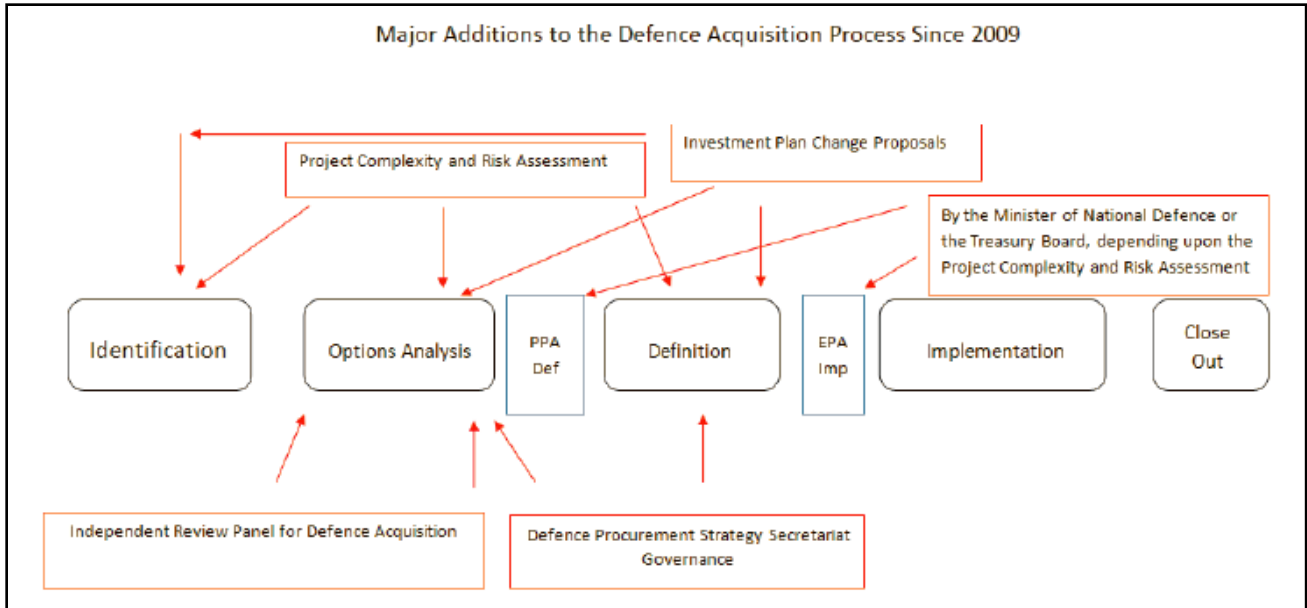 Major Additions to the Defence Acquisition Process Since 2009
Investment Plan Change Proposals
Project Complexity and Risk Assessment
By the Minister of National Defence or
the Treasury Board, depending upon the
Project Complexity and Risk Assessment
Identification
Options Analysis
PPA
Def
Definition
EPA
Imp
Implementation
Close
Out
Independent Review Panel for Defence Acquisition
Defence Procurement Strategy Secretariat
Governance